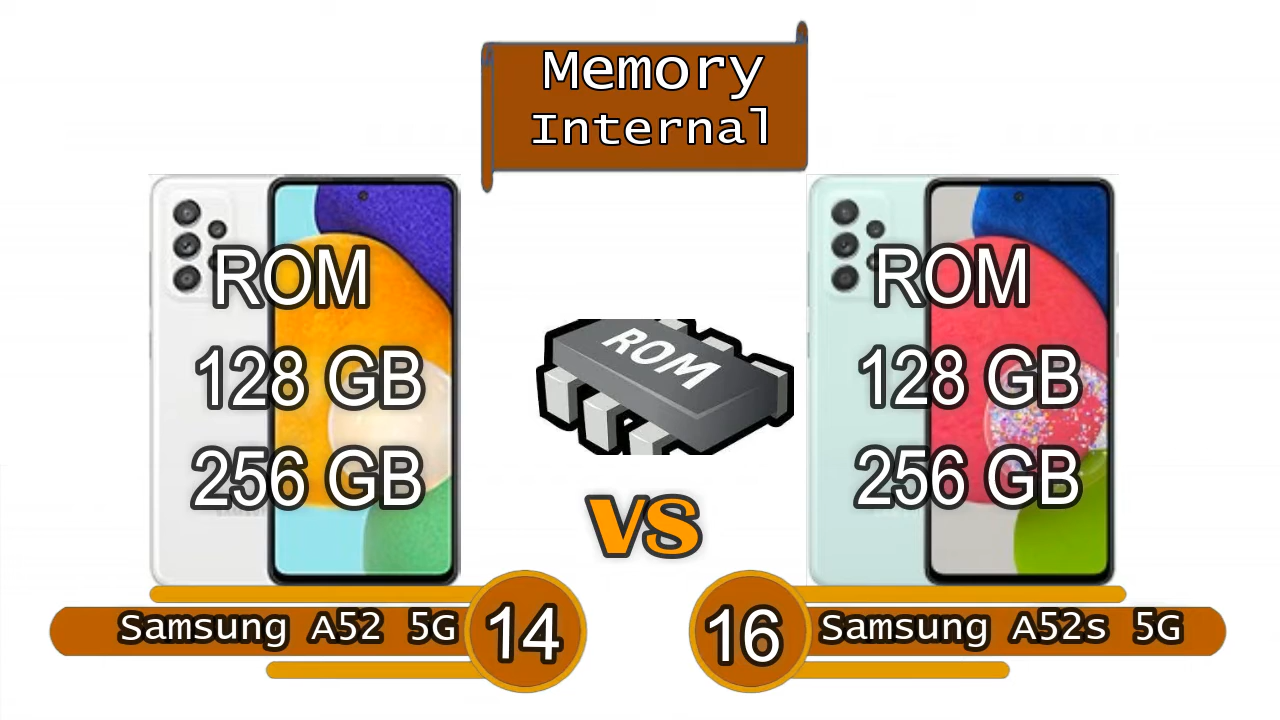 Memory
Internal
ROM
128 GB
256 GB
ROM
VS
ROM
128 GB
256 GB
Samsung A52 5G
14
16
Samsung A52s 5G